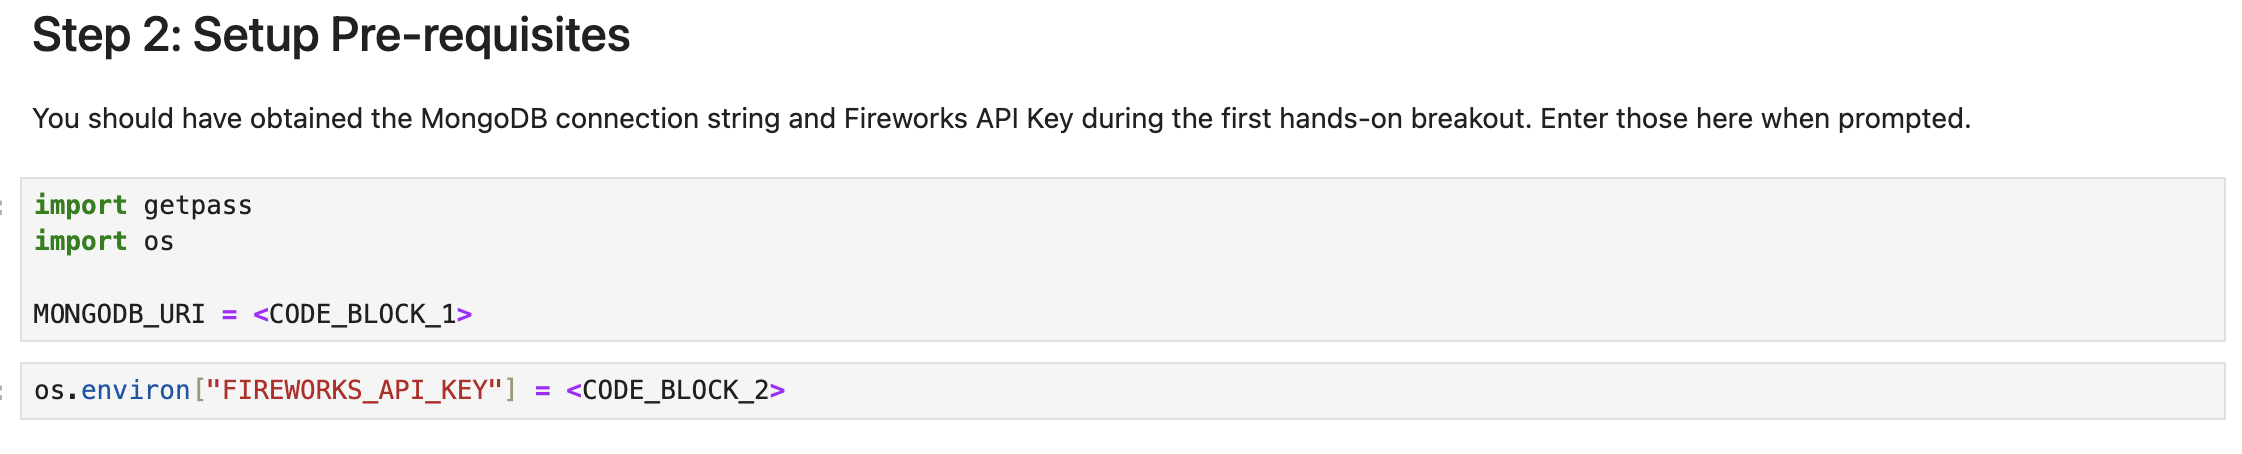 Step 2: Setup Pre-requisites
You should have obtained the MongoDB connection string and Fireworks API Key during the first hands-on breakout. Enter those here when prompted.
import getpass
import os
MONGODB_URI = <CODE_BLOCK_1>
os.environ["FIREWORKS_API_KEY"] = <CODE_BLOCK_2>